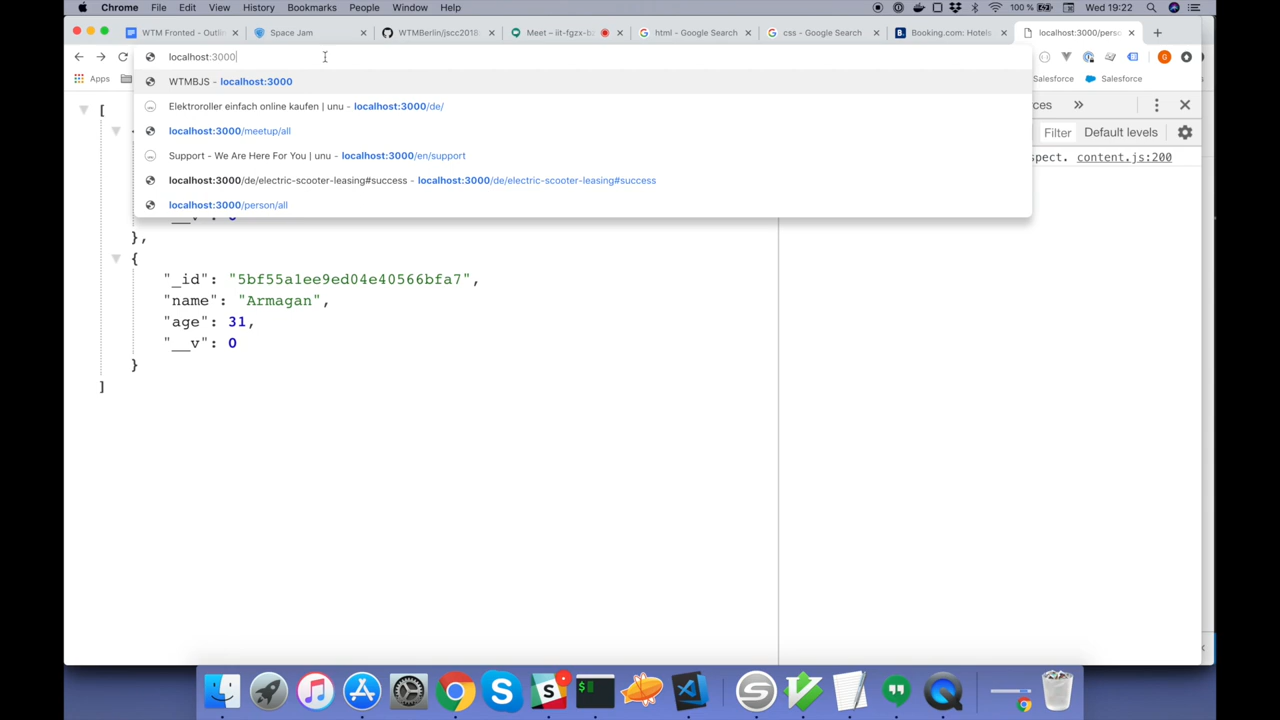 Chrome File Edit View History Bookmarks People Window Help 100 % Wed 19:22
WTM Fronted - Outli Space Jam WTMBerlin/jscc2018 Meet – iit-fgzx- html - Google Search css - Google Search Booking.com: Hotels localhost:3000/perso
localhost:3000
Apps Salesforce Salesforce
WTMBJS - localhost:3000
Elektroroller einfach online kaufen | unu - localhost:3000/de/
localhost:3000/meetup/all
Support - We Are Here For You | unu - localhost:3000/en/support
localhost:3000/de/electric-scooter-leasing#success - localhost:3000/de/electric-scooter-leasing#success
localhost:3000/person/all
Filter Default levels
spect. content.js:200
[
},
{
"_id": "5bf55a1ee9ed04e40566bfa7",
"name": "Armagan",
"age": 31,
"__v": 0
}
]